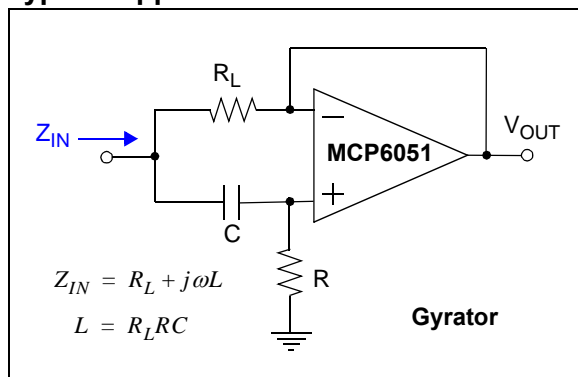 R_L
Z_IN
V_OUT
−
MCP6051
+
C
Z_IN = R_L + jωL
R
L = R_L RC
Gyrator